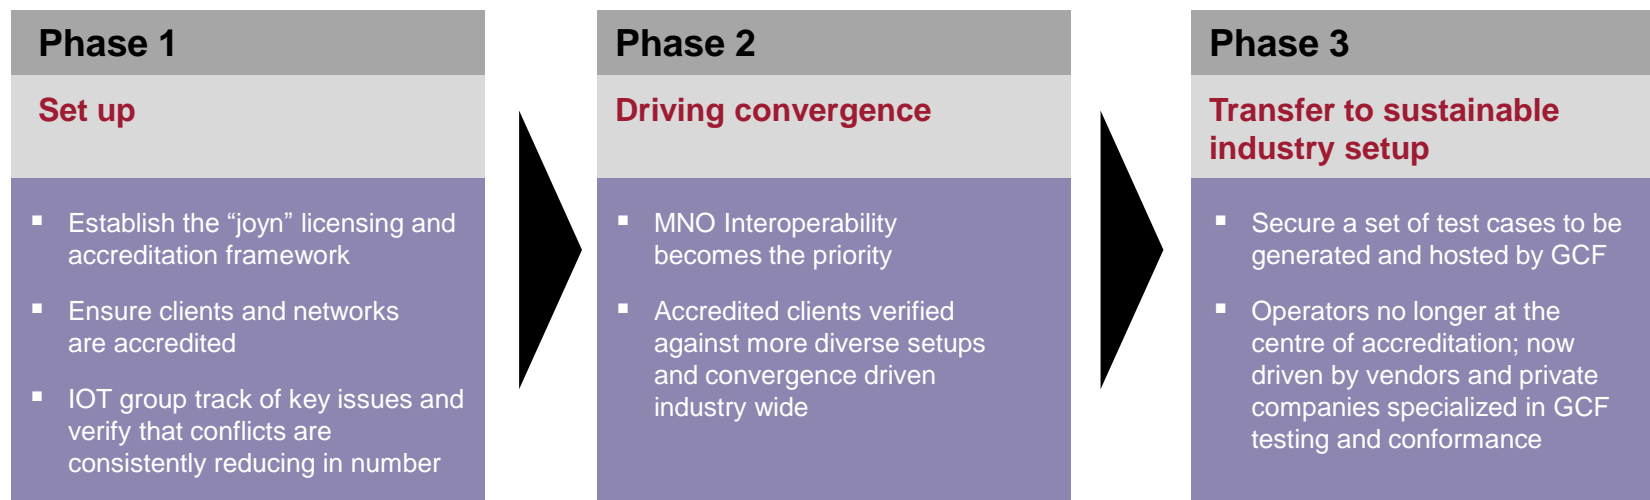 Phase 1
Set up
▪ Establish the “joyn” licensing and
accreditation framework
▪ Ensure clients and networks
are accredited
▪ IOT group track of key issues and
verify that conflicts are
consistently reducing in number
Phase 2
Driving convergence
▪ MNO Interoperability
becomes the priority
▪ Accredited clients verified
against more diverse setups
and convergence driven
industry wide
Phase 3
Transfer to sustainable
industry setup
▪ Secure a set of test cases to be
generated and hosted by GCF
▪ Operators no longer at the
centre of accreditation; now
driven by vendors and private
companies specialized in GCF
testing and conformance